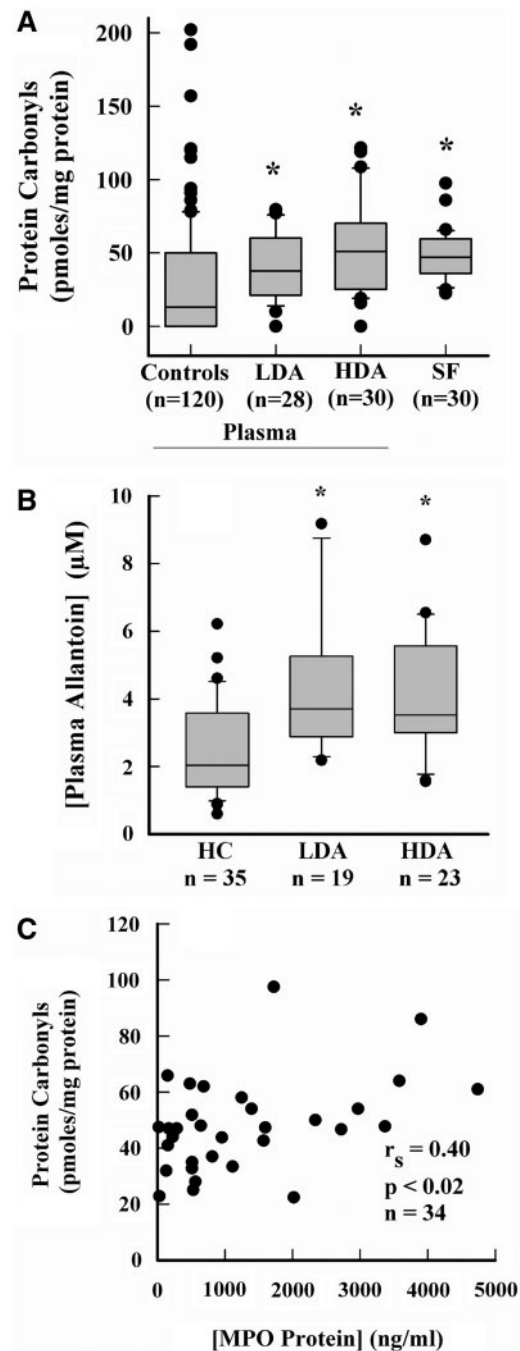 A
Protein Carbonyls
(pmoles/mg protein)
200
150
100
50
0
* * *
Controls LDA HDA SF
(n=120) (n=28) (n=30) (n=30)
Plasma
B
[Plasma Allantoin] (μM)
10
8
6
4
2
0
* *
HC LDA HDA
n = 35 n = 19 n = 23
C
Protein Carbonyls
(pmoles/mg protein)
120
100
80
60
40
20
0
r_s = 0.40
p < 0.02
n = 34
0 1000 2000 3000 4000 5000
[MPO Protein] (ng/ml)